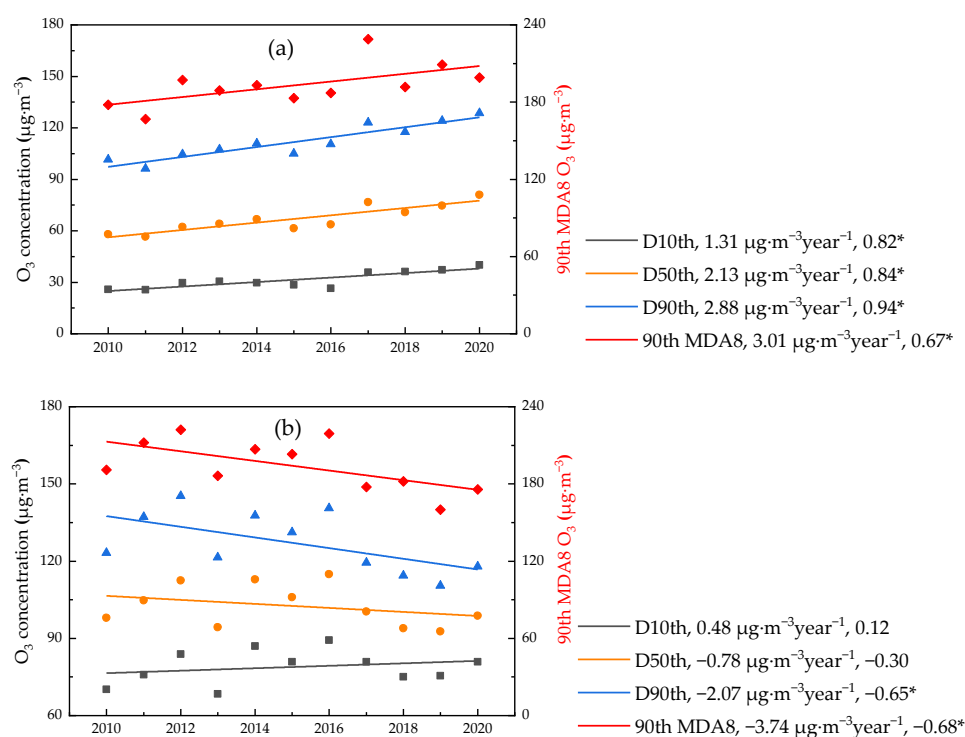 (a)
O₃ concentration (μg·m⁻³)
180
150
120
90
60
30
0
2010 2012 2014 2016 2018 2020
240
180
120
60
0
90th MDA8 O₃ (μg·m⁻³)
D10th, 1.31 μg·m⁻³year⁻¹, 0.82*
D50th, 2.13 μg·m⁻³year⁻¹, 0.84*
D90th, 2.88 μg·m⁻³year⁻¹, 0.94*
90th MDA8, 3.01 μg·m⁻³year⁻¹, 0.67*
(b)
O₃ concentration (μg·m⁻³)
180
150
120
90
60
2010 2012 2014 2016 2018 2020
240
180
120
60
0
90th MDA8 O₃ (μg·m⁻³)
D10th, 0.48 μg·m⁻³year⁻¹, 0.12
D50th, −0.78 μg·m⁻³year⁻¹, −0.30
D90th, −2.07 μg·m⁻³year⁻¹, −0.65*
90th MDA8, −3.74 μg·m⁻³year⁻¹, −0.68*